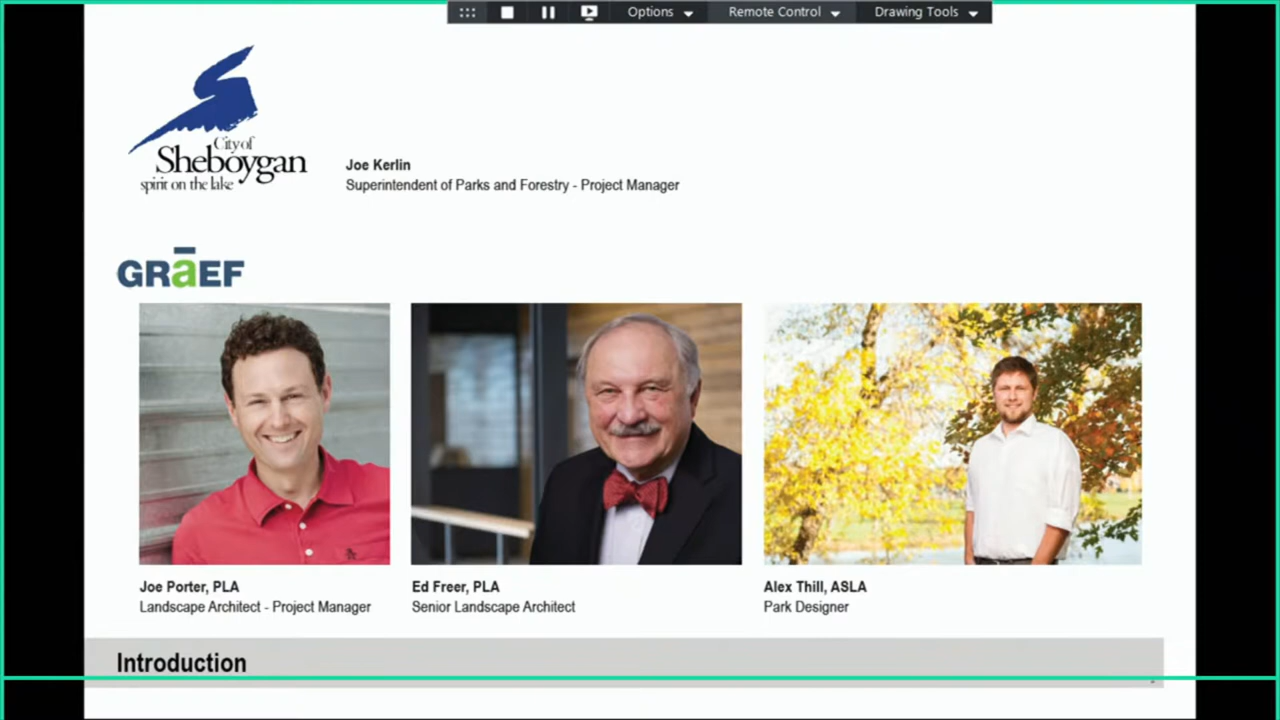 Options
Remote Control
Drawing Tools
City of
Sheboygan
spirit on the lake
Joe Kerlin
Superintendent of Parks and Forestry - Project Manager
GRāEF
Joe Porter, PLA
Landscape Architect - Project Manager
Ed Freer, PLA
Senior Landscape Architect
Alex Thill, ASLA
Park Designer
Introduction